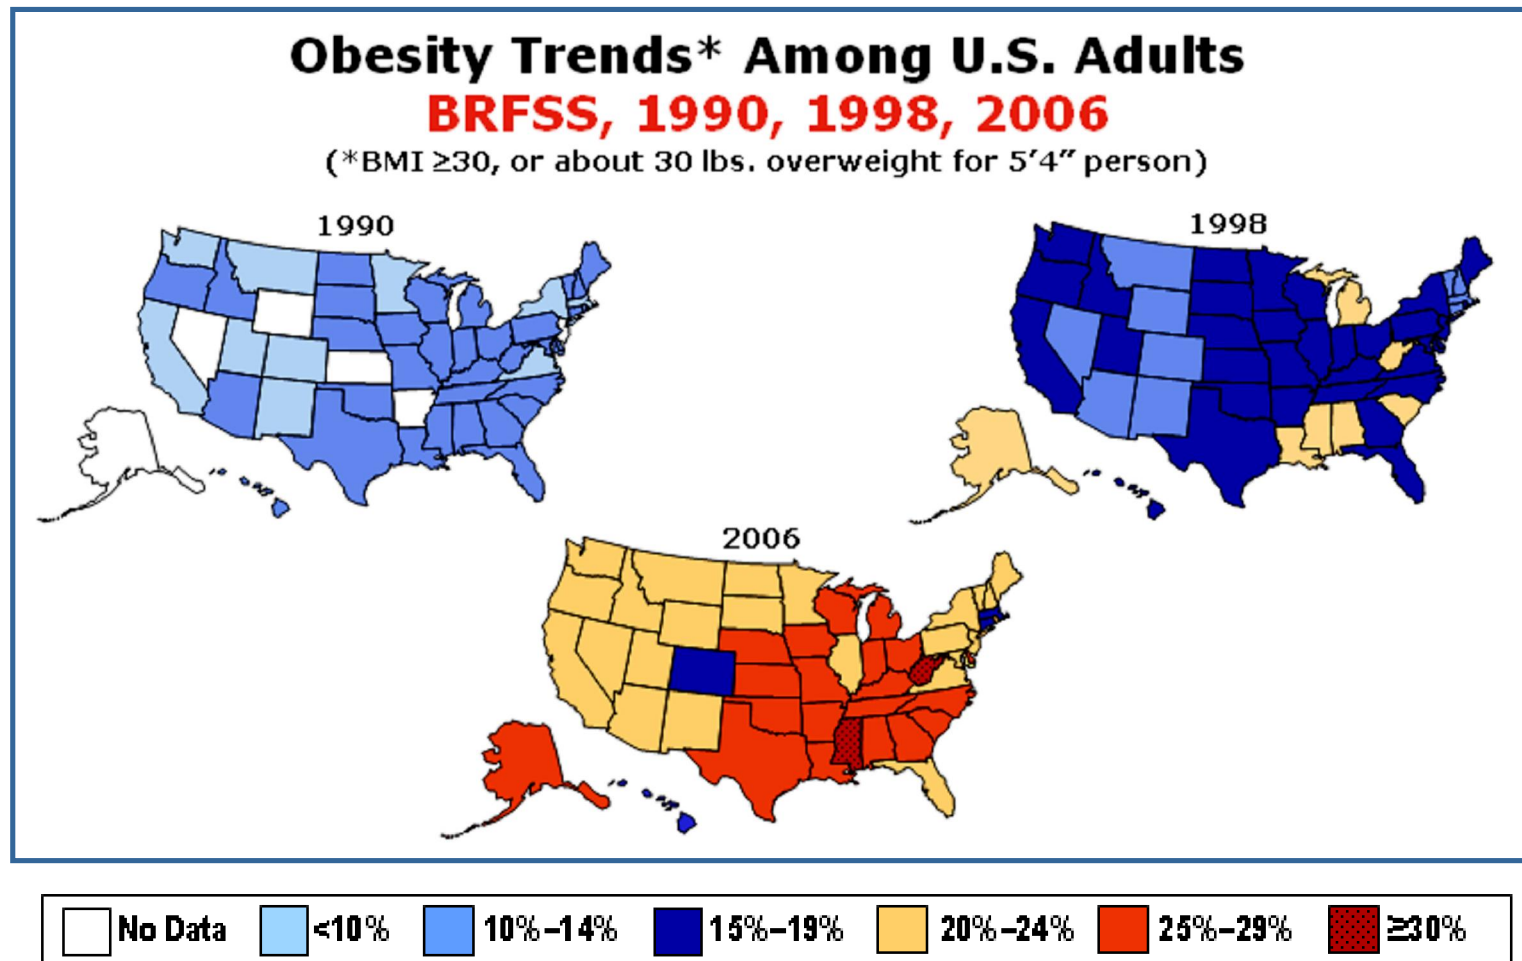 Obesity Trends* Among U.S. Adults
BRFSS, 1990, 1998, 2006
(*BMI ≥30, or about 30 lbs. overweight for 5’4” person)
1990
1998
2006
No Data <10% 10%–14% 15%–19% 20%–24% 25%–29% ≥30%